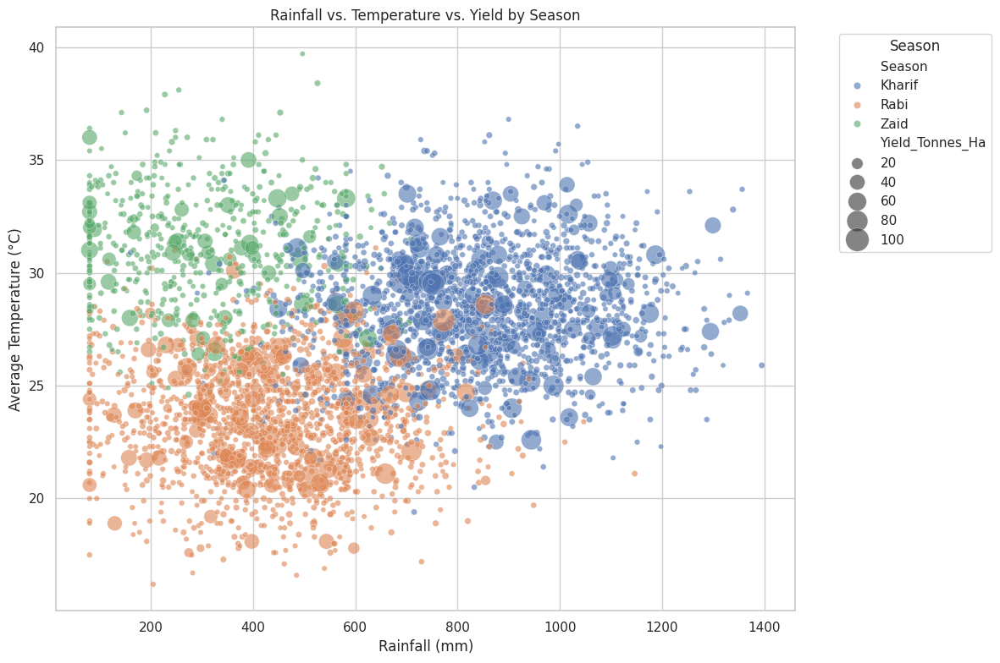 Rainfall vs. Temperature vs. Yield by Season
Average Temperature (°C)
40
35
30
25
20
200
400
600
800
1000
1200
1400
Rainfall (mm)
Season
Season
Kharif
Rabi
Zaid
Yield_Tonnes_Ha
20
40
60
80
100